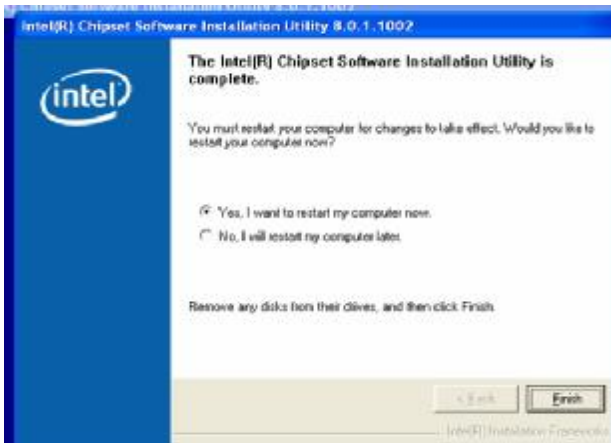 Intel(R) Chipset Software Installation Utility 8.0.1.1002
intel
The Intel(R) Chipset Software Installation Utility is
complete.
You must restart your computer for changes to take effect. Would you like to
restart your computer now?
Yes, I want to restart my computer now.
No, I will restart my computer later.
Remove any disks from their drives, and then click Finish.
< Back
Finish
Intel(R) Installation Framework